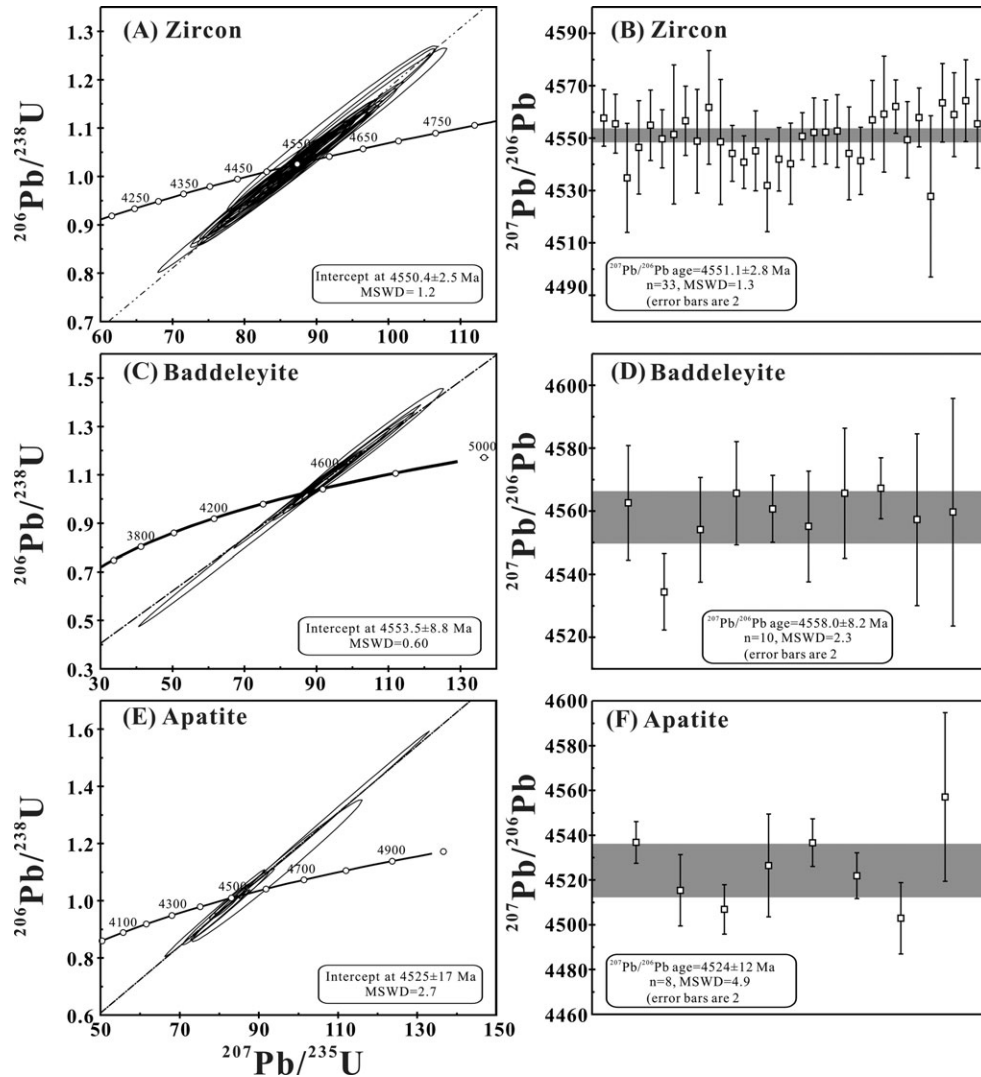 (A) Zircon
1.3
1.2
1.1
1.0
0.9
0.8
0.7
206Pb/238U
4250
4350
4450
4550
4650
4750
Intercept at 4550.4±2.5 Ma
MSWD= 1.2
60
70
80
90
100
110
(B) Zircon
4590
4570
4550
4530
4510
4490
207Pb/206Pb
207Pb/206Pb age=4551.1±2.8 Ma
n=33, MSWD=1.3
(error bars are 2
(C) Baddeleyite
1.5
1.3
1.1
0.9
0.7
0.5
0.3
206Pb/238U
3800
4200
4600
5000
Intercept at 4553.5±8.8 Ma
MSWD=0.60
30
50
70
90
110
130
(D) Baddeleyite
4600
4580
4560
4540
4520
207Pb/206Pb
207Pb/206Pb age=4558.0±8.2 Ma
n=10, MSWD=2.3
(error bars are 2
(E) Apatite
1.6
1.4
1.2
1.0
0.8
0.6
206Pb/238U
4100
4300
4500
4700
4900
Intercept at 4525±17 Ma
MSWD=2.7
50
70
90
110
130
150
207Pb/235U
(F) Apatite
4600
4580
4560
4540
4520
4500
4480
4460
207Pb/206Pb
207Pb/206Pb age=4524±12 Ma
n=8, MSWD=4.9
(error bars are 2